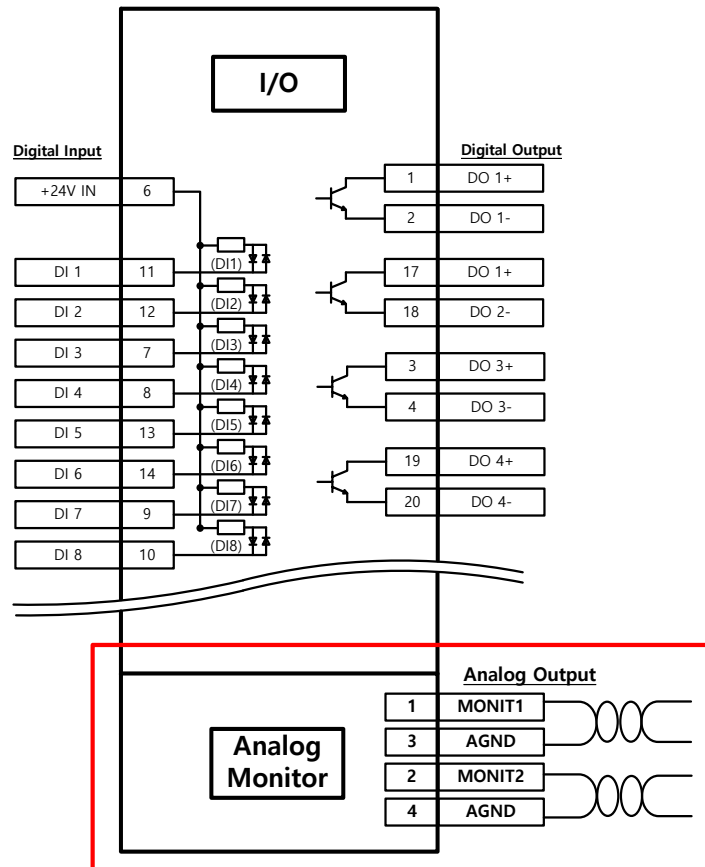 I/O
Digital Input
+24V IN 6
DI 1 11
DI 2 12
DI 3 7
DI 4 8
DI 5 13
DI 6 14
DI 7 9
DI 8 10
(DI1)
(DI2)
(DI3)
(DI4)
(DI5)
(DI6)
(DI7)
(DI8)
Digital Output
1 DO 1+
2 DO 1-
17 DO 1+
18 DO 2-
3 DO 3+
4 DO 3-
19 DO 4+
20 DO 4-
Analog
Monitor
Analog Output
1 MONIT1
3 AGND
2 MONIT2
4 AGND